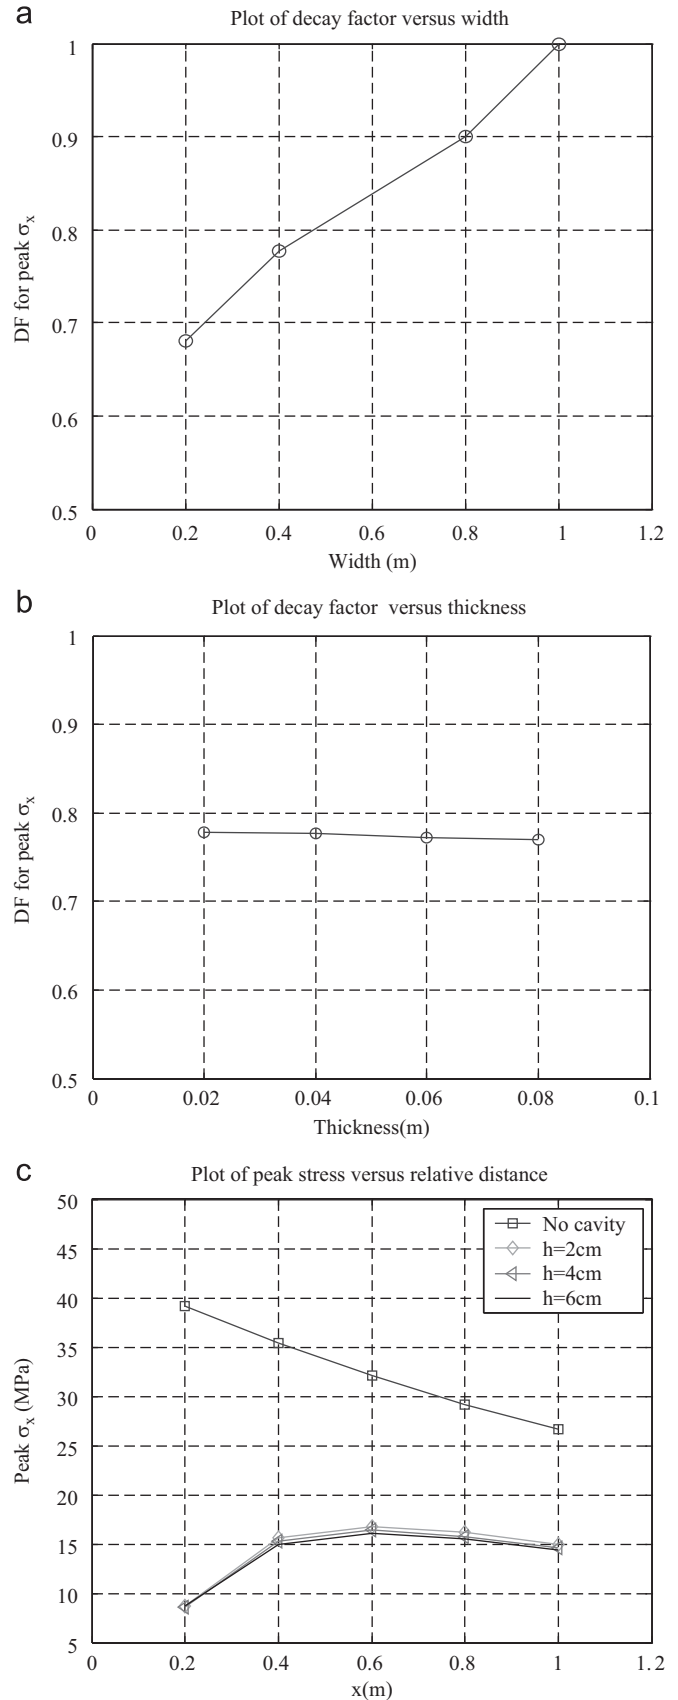 a
Plot of decay factor versus width
1
0.9
0.8
0.7
0.6
0.5
DF for peak σx
0 0.2 0.4 0.6 0.8 1 1.2
Width (m)
b
Plot of decay factor versus thickness
1
0.9
0.8
0.7
0.6
0.5
DF for peak σx
0 0.02 0.04 0.06 0.08 0.1
Thickness(m)
c
Plot of peak stress versus relative distance
50
45
40
35
30
25
20
15
10
5
Peak σx (MPa)
No cavity
h=2cm
h=4cm
h=6cm
0 0.2 0.4 0.6 0.8 1 1.2
x(m)